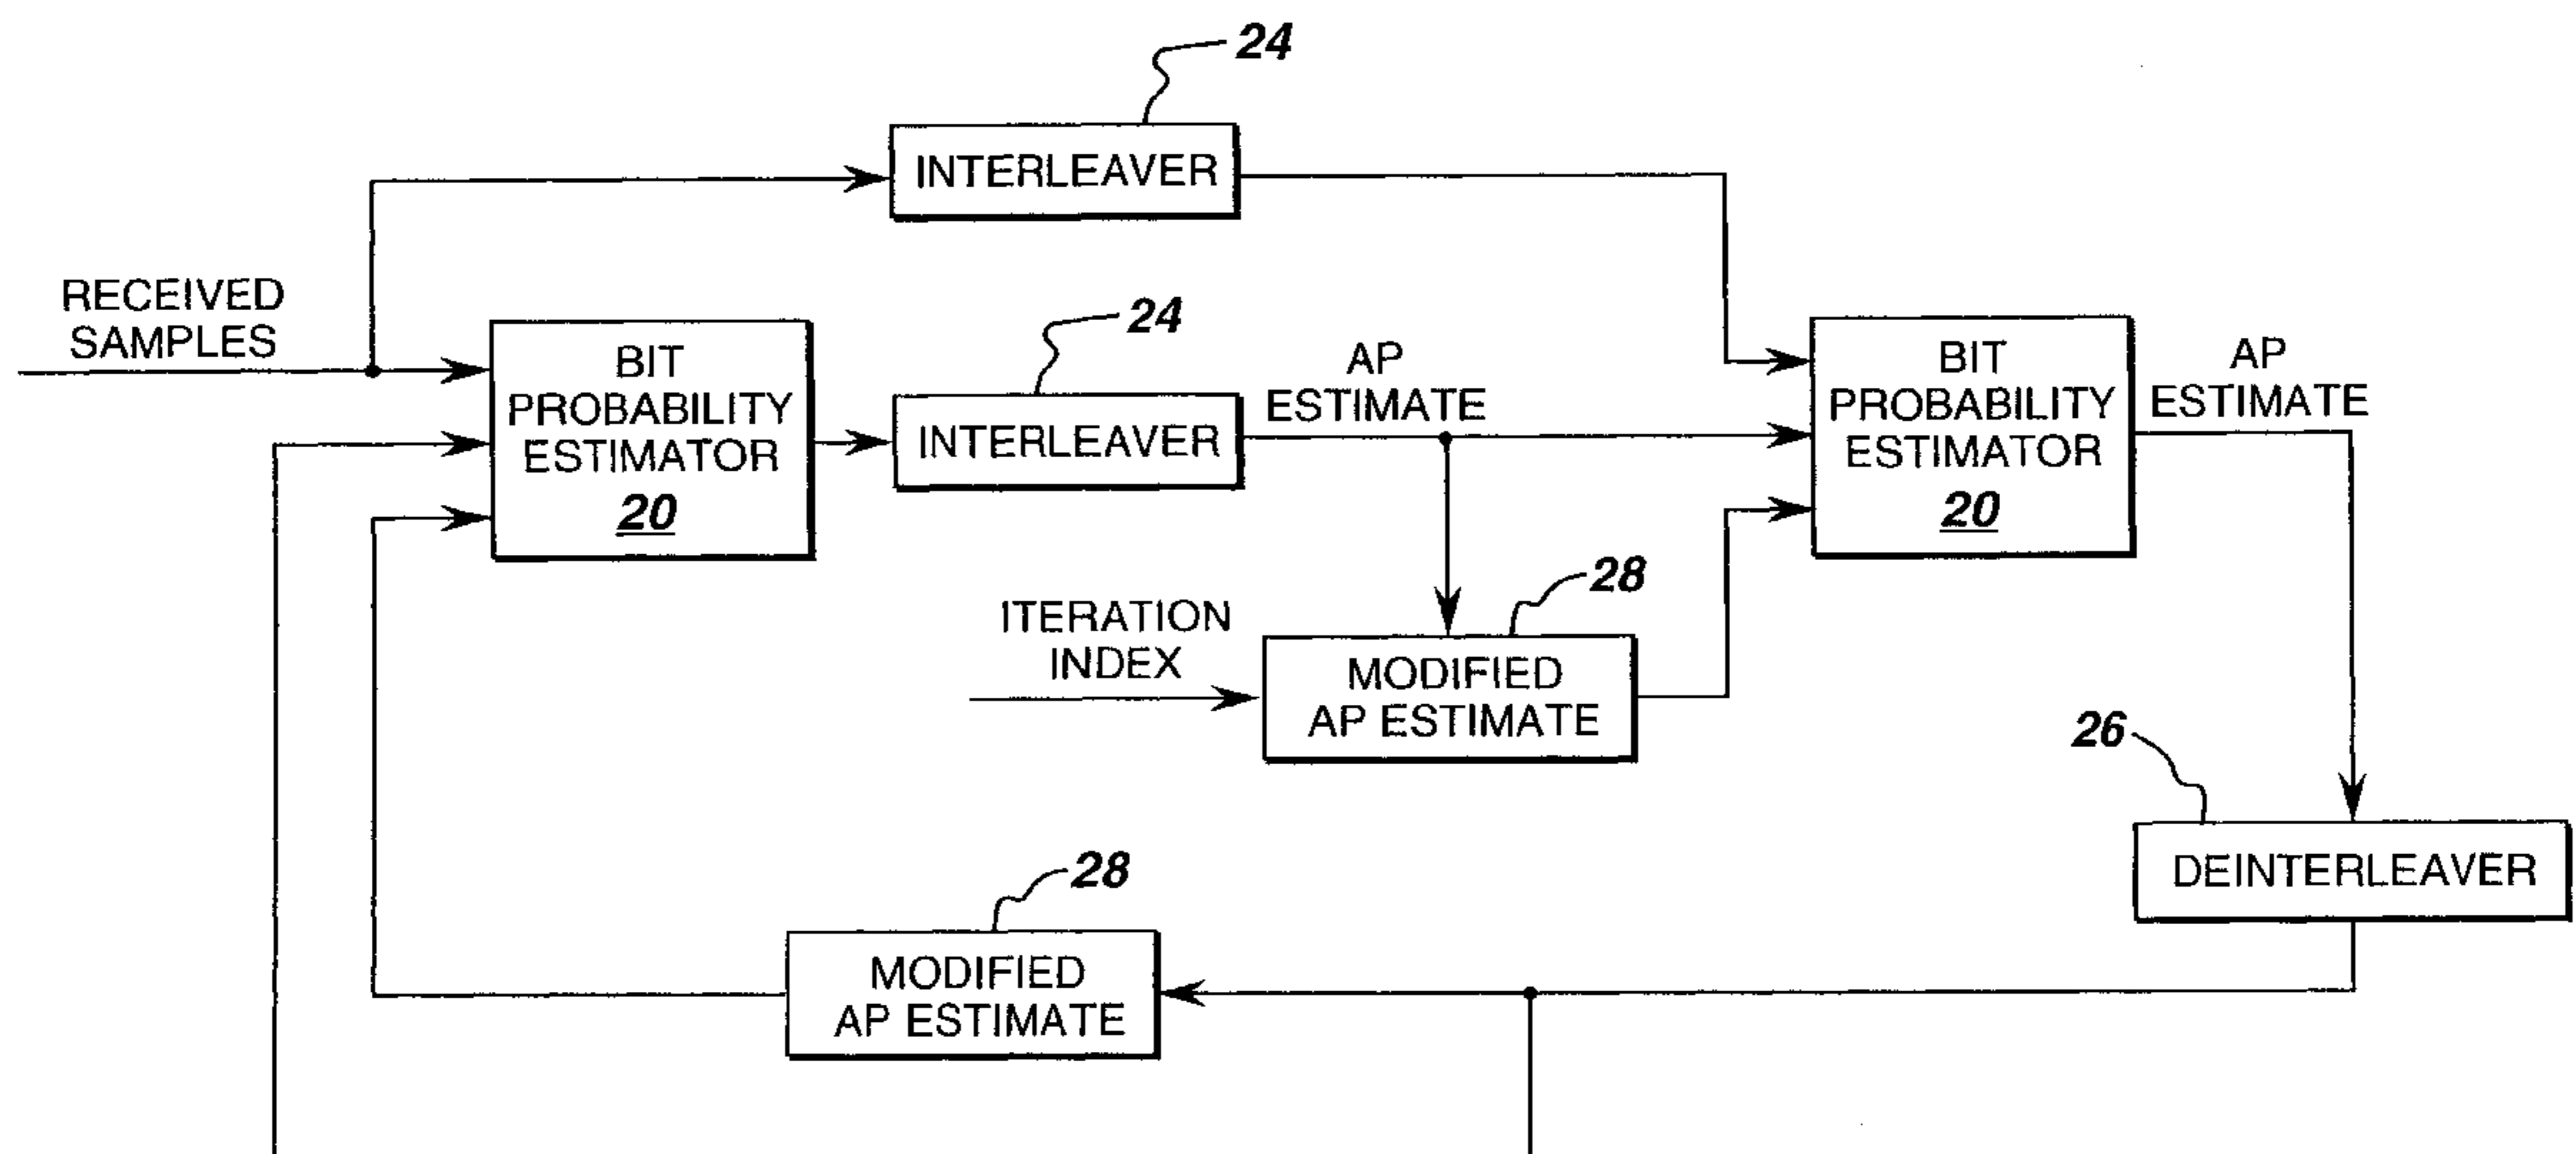 24
INTERLEAVER
RECEIVED
SAMPLES
BIT
PROBABILITY
ESTIMATOR
20
24
INTERLEAVER
AP
ESTIMATE
BIT
PROBABILITY
ESTIMATOR
20
AP
ESTIMATE
ITERATION
INDEX
28
MODIFIED
AP ESTIMATE
26
DEINTERLEAVER
28
MODIFIED
AP ESTIMATE